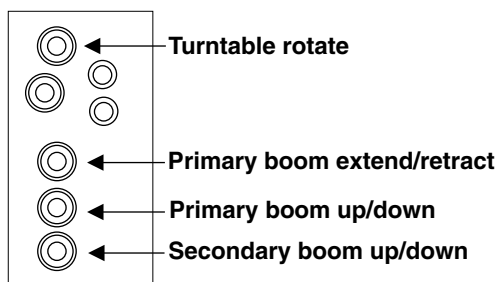 Turntable rotate
Primary boom extend/retract
Primary boom up/down
Secondary boom up/down